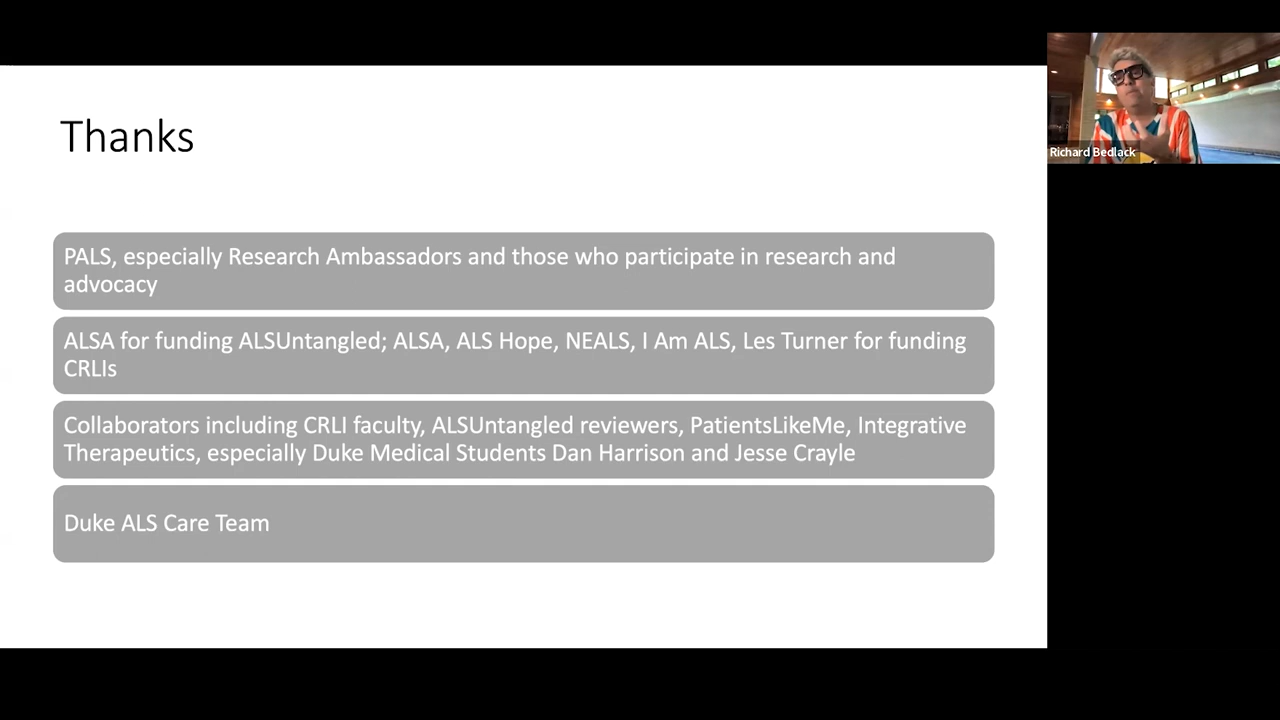 Thanks
PALS, especially Research Ambassadors and those who participate in research and
advocacy
ALSA for funding ALSUntangled; ALSA, ALS Hope, NEALS, I Am ALS, Les Turner for funding
CRLIs
Collaborators including CRLI faculty, ALSUntangled reviewers, PatientsLikeMe, Integrative
Therapeutics, especially Duke Medical Students Dan Harrison and Jesse Crayle
Duke ALS Care Team
Richard Bedlack